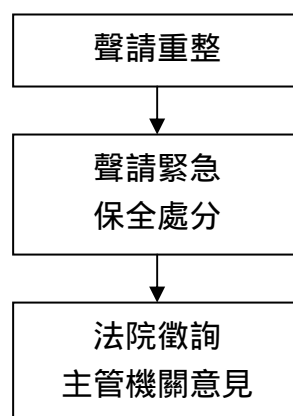 聲請重整
聲請緊急
保全處分
法院徵詢
主管機關意見